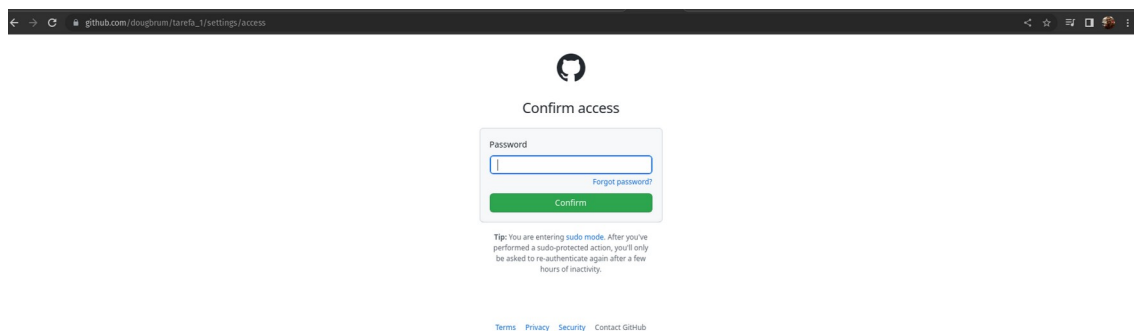 github.com/dougbrum/tarefa_1/settings/access
Confirm access
Password
Forgot password?
Confirm
Tip: You are entering sudo mode. After you've
performed a sudo-protected action, you'll only
be asked to re-authenticate again after a few
hours of inactivity.
Terms Privacy Security Contact GitHub